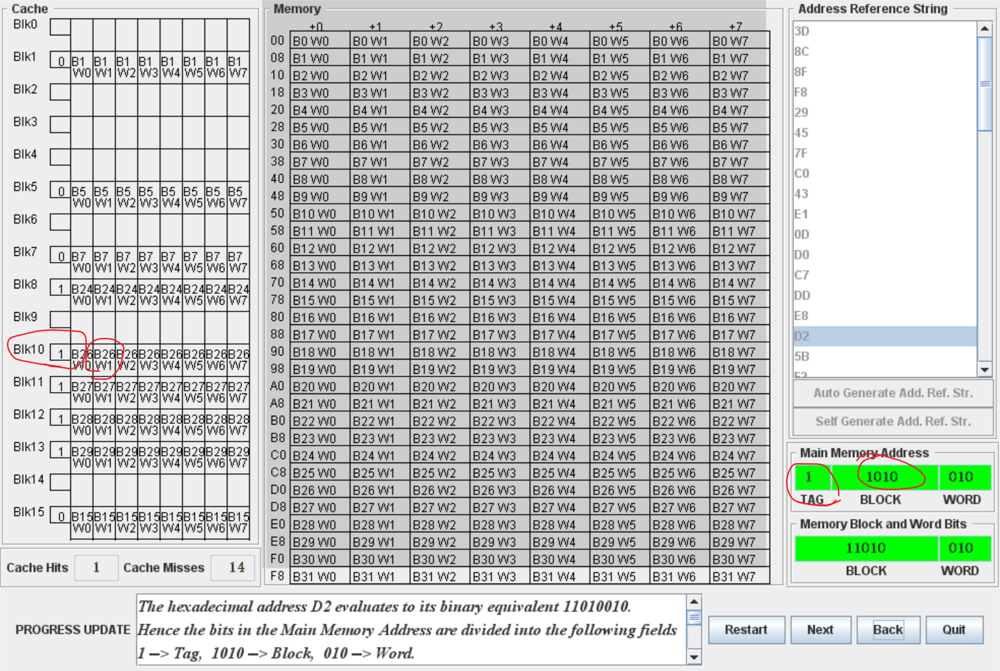 Cache
Blk0
Blk1 0 B1 B1 B1 B1 B1 B1 B1 B1
W0 W1 W2 W3 W4 W5 W6 W7
Blk2
Blk3
Blk4
Blk5 0 B5 B5 B5 B5 B5 B5 B5 B5
W0 W1 W2 W3 W4 W5 W6 W7
Blk6
Blk7 0 B7 B7 B7 B7 B7 B7 B7 B7
W0 W1 W2 W3 W4 W5 W6 W7
Blk8 1 B24 B24 B24 B24 B24 B24 B24 B24
W0 W1 W2 W3 W4 W5 W6 W7
Blk9
Blk10 1 B26 B26 B26 B26 B26 B26 B26 B26
W0 W1 W2 W3 W4 W5 W6 W7
Blk11 1 B27 B27 B27 B27 B27 B27 B27 B27
W0 W1 W2 W3 W4 W5 W6 W7
Blk12 1 B28 B28 B28 B28 B28 B28 B28 B28
W0 W1 W2 W3 W4 W5 W6 W7
Blk13 1 B29 B29 B29 B29 B29 B29 B29 B29
W0 W1 W2 W3 W4 W5 W6 W7
Blk14
Blk15 0 B15 B15 B15 B15 B15 B15 B15 B15
W0 W1 W2 W3 W4 W5 W6 W7
Cache Hits 1 Cache Misses 14
Memory
+0 +1 +2 +3 +4 +5 +6 +7
00 B0 W0 B0 W1 B0 W2 B0 W3 B0 W4 B0 W5 B0 W6 B0 W7
08 B1 W0 B1 W1 B1 W2 B1 W3 B1 W4 B1 W5 B1 W6 B1 W7
10 B2 W0 B2 W1 B2 W2 B2 W3 B2 W4 B2 W5 B2 W6 B2 W7
18 B3 W0 B3 W1 B3 W2 B3 W3 B3 W4 B3 W5 B3 W6 B3 W7
20 B4 W0 B4 W1 B4 W2 B4 W3 B4 W4 B4 W5 B4 W6 B4 W7
28 B5 W0 B5 W1 B5 W2 B5 W3 B5 W4 B5 W5 B5 W6 B5 W7
30 B6 W0 B6 W1 B6 W2 B6 W3 B6 W4 B6 W5 B6 W6 B6 W7
38 B7 W0 B7 W1 B7 W2 B7 W3 B7 W4 B7 W5 B7 W6 B7 W7
40 B8 W0 B8 W1 B8 W2 B8 W3 B8 W4 B8 W5 B8 W6 B8 W7
48 B9 W0 B9 W1 B9 W2 B9 W3 B9 W4 B9 W5 B9 W6 B9 W7
50 B10 W0 B10 W1 B10 W2 B10 W3 B10 W4 B10 W5 B10 W6 B10 W7
58 B11 W0 B11 W1 B11 W2 B11 W3 B11 W4 B11 W5 B11 W6 B11 W7
60 B12 W0 B12 W1 B12 W2 B12 W3 B12 W4 B12 W5 B12 W6 B12 W7
68 B13 W0 B13 W1 B13 W2 B13 W3 B13 W4 B13 W5 B13 W6 B13 W7
70 B14 W0 B14 W1 B14 W2 B14 W3 B14 W4 B14 W5 B14 W6 B14 W7
78 B15 W0 B15 W1 B15 W2 B15 W3 B15 W4 B15 W5 B15 W6 B15 W7
80 B16 W0 B16 W1 B16 W2 B16 W3 B16 W4 B16 W5 B16 W6 B16 W7
88 B17 W0 B17 W1 B17 W2 B17 W3 B17 W4 B17 W5 B17 W6 B17 W7
90 B18 W0 B18 W1 B18 W2 B18 W3 B18 W4 B18 W5 B18 W6 B18 W7
98 B19 W0 B19 W1 B19 W2 B19 W3 B19 W4 B19 W5 B19 W6 B19 W7
A0 B20 W0 B20 W1 B20 W2 B20 W3 B20 W4 B20 W5 B20 W6 B20 W7
A8 B21 W0 B21 W1 B21 W2 B21 W3 B21 W4 B21 W5 B21 W6 B21 W7
B0 B22 W0 B22 W1 B22 W2 B22 W3 B22 W4 B22 W5 B22 W6 B22 W7
B8 B23 W0 B23 W1 B23 W2 B23 W3 B23 W4 B23 W5 B23 W6 B23 W7
C0 B24 W0 B24 W1 B24 W2 B24 W3 B24 W4 B24 W5 B24 W6 B24 W7
C8 B25 W0 B25 W1 B25 W2 B25 W3 B25 W4 B25 W5 B25 W6 B25 W7
D0 B26 W0 B26 W1 B26 W2 B26 W3 B26 W4 B26 W5 B26 W6 B26 W7
D8 B27 W0 B27 W1 B27 W2 B27 W3 B27 W4 B27 W5 B27 W6 B27 W7
E0 B28 W0 B28 W1 B28 W2 B28 W3 B28 W4 B28 W5 B28 W6 B28 W7
E8 B29 W0 B29 W1 B29 W2 B29 W3 B29 W4 B29 W5 B29 W6 B29 W7
F0 B30 W0 B30 W1 B30 W2 B30 W3 B30 W4 B30 W5 B30 W6 B30 W7
F8 B31 W0 B31 W1 B31 W2 B31 W3 B31 W4 B31 W5 B31 W6 B31 W7
Address Reference String
3D
8C
8F
F8
29
45
7F
C0
43
E1
0D
D0
C7
DD
E8
D2
5B
Auto Generate Add. Ref. Str.
Self Generate Add. Ref. Str.
Main Memory Address
1 1010 010
TAG BLOCK WORD
Memory Block and Word Bits
11010 010
BLOCK WORD
PROGRESS UPDATE
The hexadecimal address D2 evaluates to its binary equivalent 11010010.
Hence the bits in the Main Memory Address are divided into the following fields
1 --> Tag, 1010 --> Block, 010 --> Word.
Restart Next Back Quit